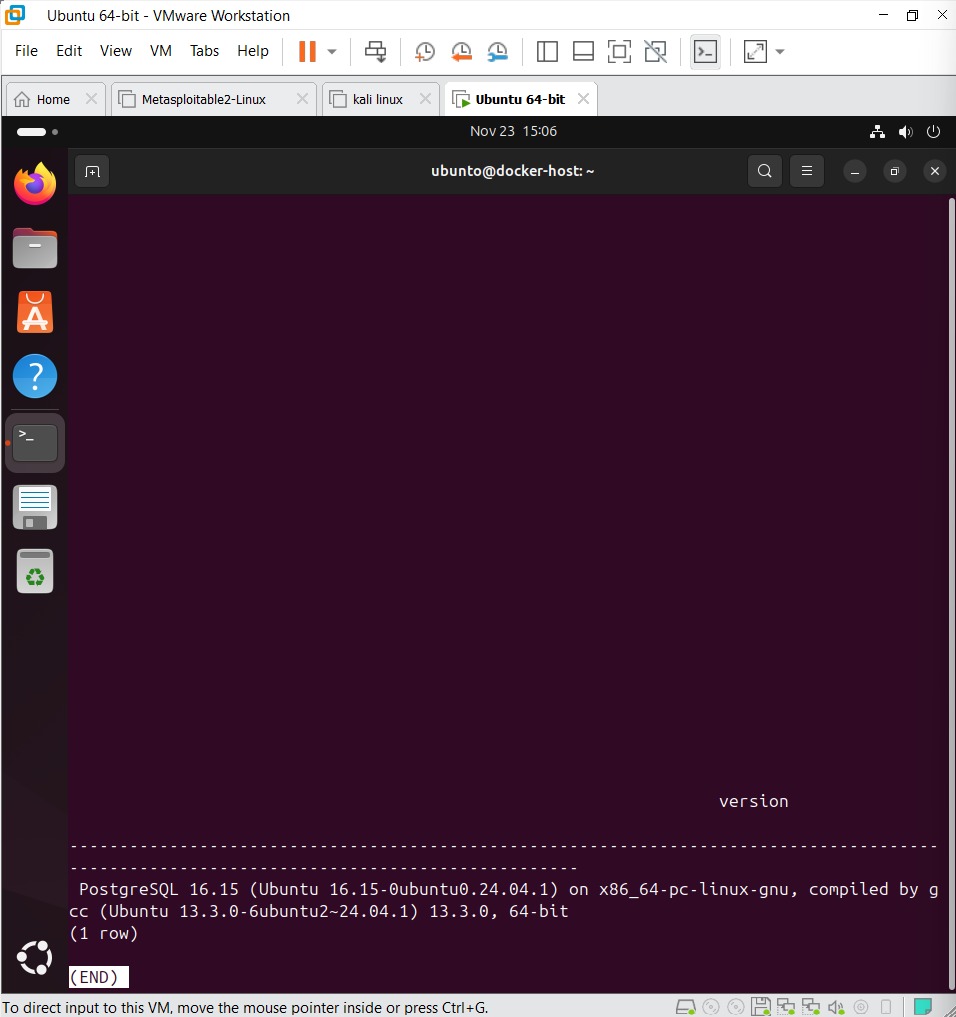 Ubuntu 64-bit - VMware Workstation
File Edit View VM Tabs Help
Home Metasploitable2-Linux kali linux Ubuntu 64-bit
Nov 23 15:06
ubunto@docker-host: ~
version
---------------------------------------------------------------------------------------
---------------------------------------------------
PostgreSQL 16.15 (Ubuntu 16.15-0ubuntu0.24.04.1) on x86_64-pc-linux-gnu, compiled by g
cc (Ubuntu 13.3.0-6ubuntu2~24.04.1) 13.3.0, 64-bit
(1 row)
(END)
To direct input to this VM, move the mouse pointer inside or press Ctrl+G.